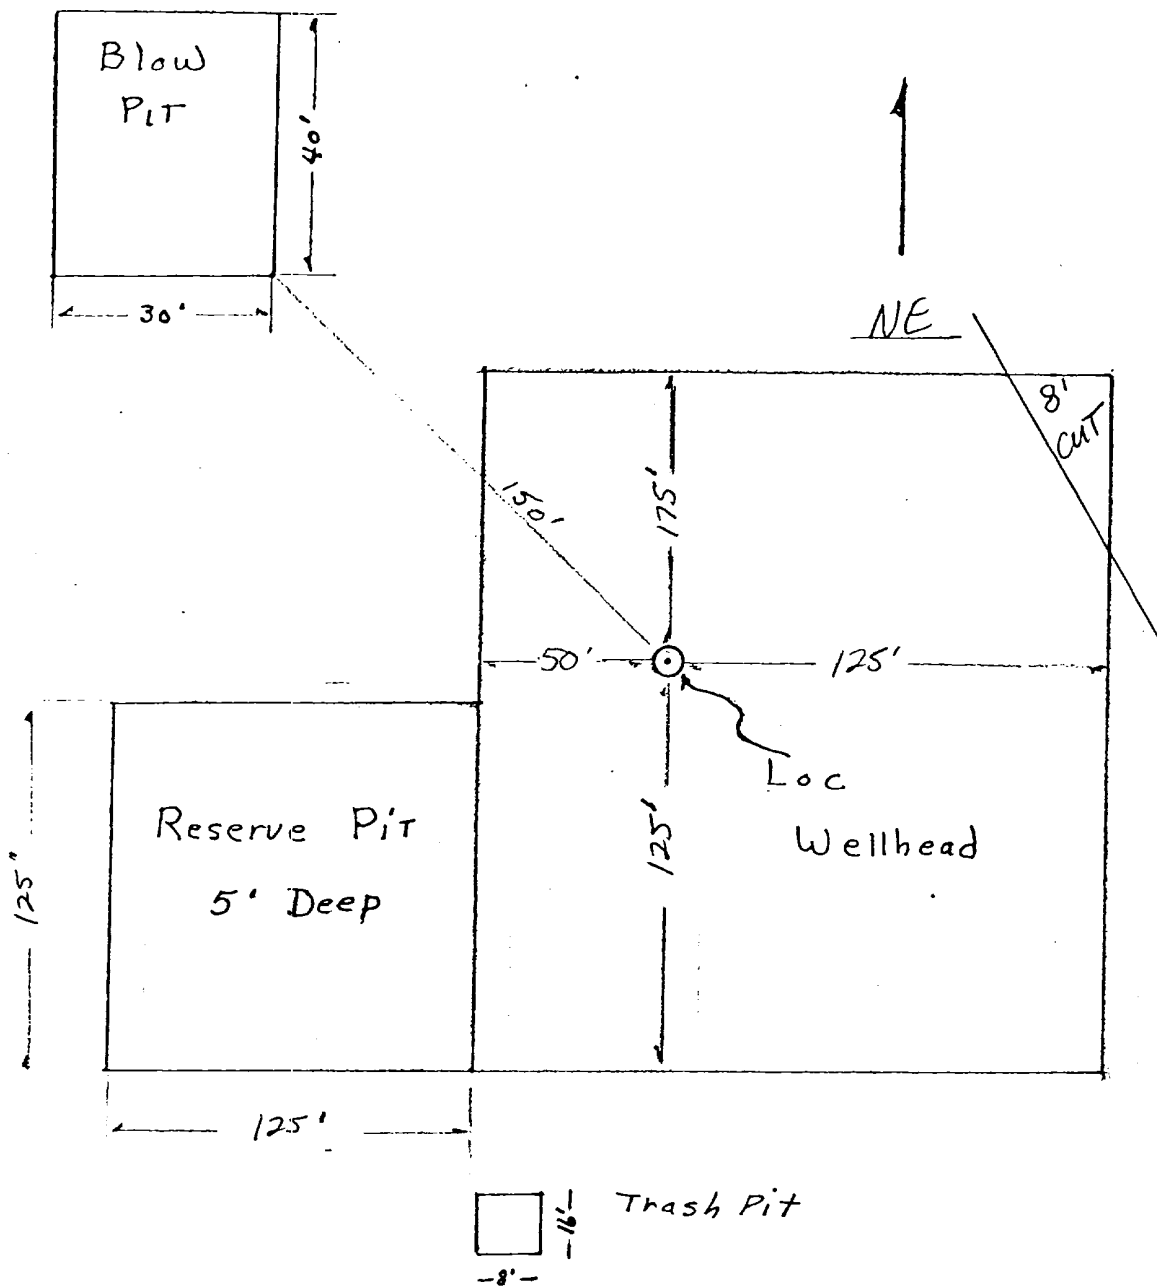 Blow
PIT
40'
30'
NE
8'
CUT
150'
175'
50'
125'
Loc
Wellhead
125'
Reserve PiT
5' Deep
125"
125'
Trash Pit
16'
8'